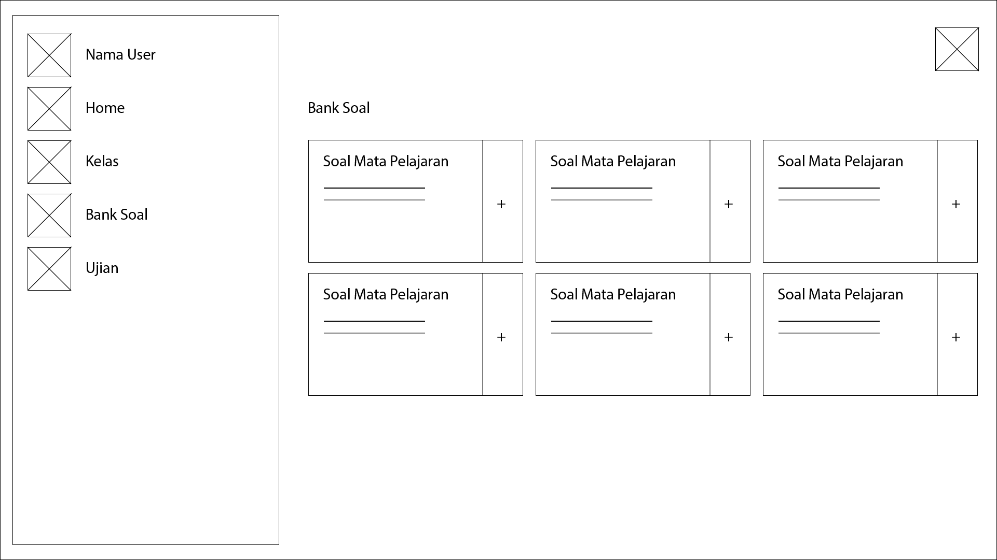 Nama User
Home
Kelas
Bank Soal
Ujian
Bank Soal
Soal Mata Pelajaran
+
Soal Mata Pelajaran
+
Soal Mata Pelajaran
+
Soal Mata Pelajaran
+
Soal Mata Pelajaran
+
Soal Mata Pelajaran
+